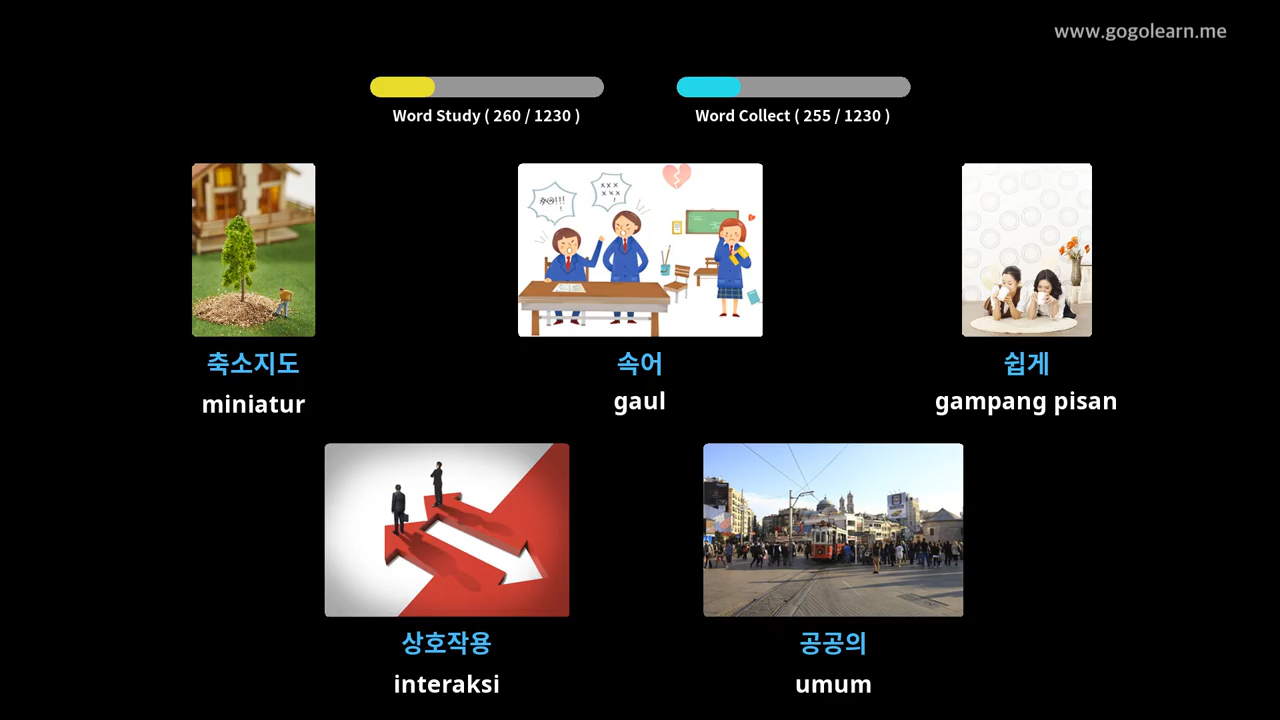 www.gogolearn.me
Word Study ( 260 / 1230 )
Word Collect ( 255 / 1230 )
축소지도
miniatur
속어
gaul
쉽게
gampang pisan
상호작용
interaksi
공공의
umum